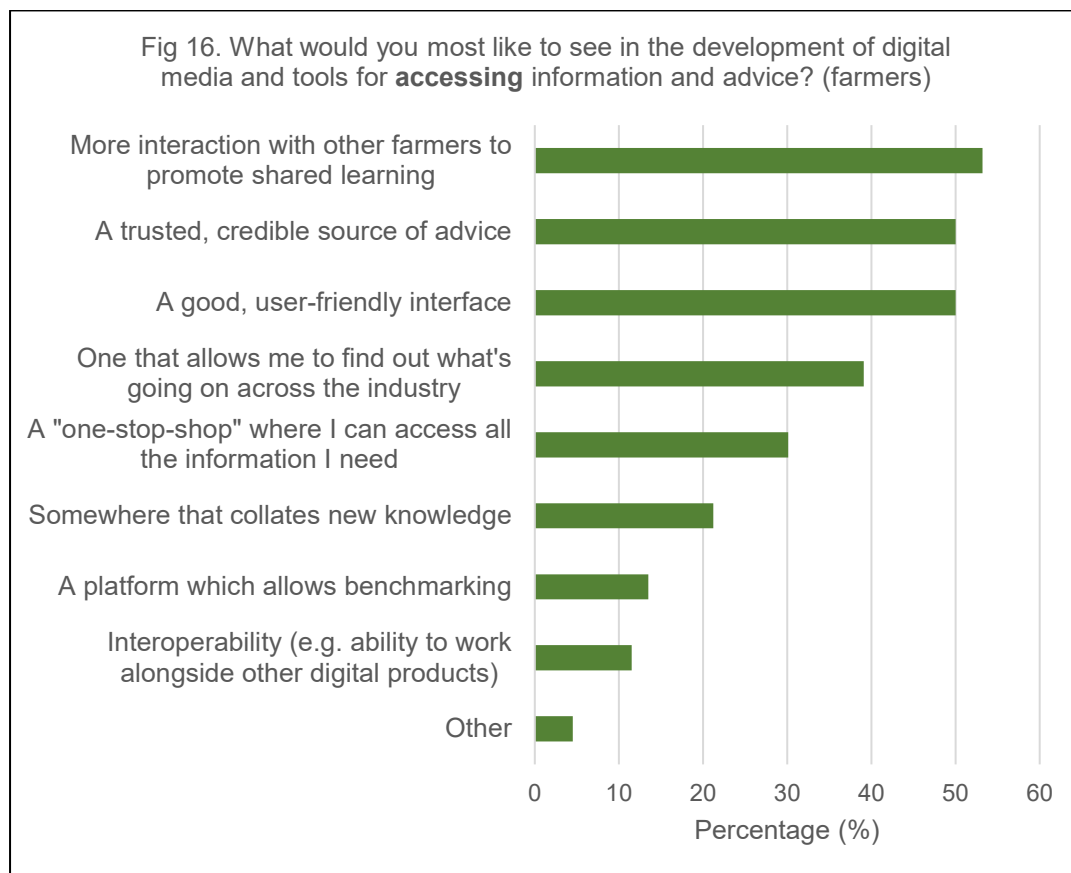 Fig 16. What would you most like to see in the development of digital
media and tools for accessing information and advice? (farmers)
More interaction with other farmers to
promote shared learning
A trusted, credible source of advice
A good, user-friendly interface
One that allows me to find out what's
going on across the industry
A "one-stop-shop" where I can access all
the information I need
Somewhere that collates new knowledge
A platform which allows benchmarking
Interoperability (e.g. ability to work
alongside other digital products)
Other
0 10 20 30 40 50 60
Percentage (%)